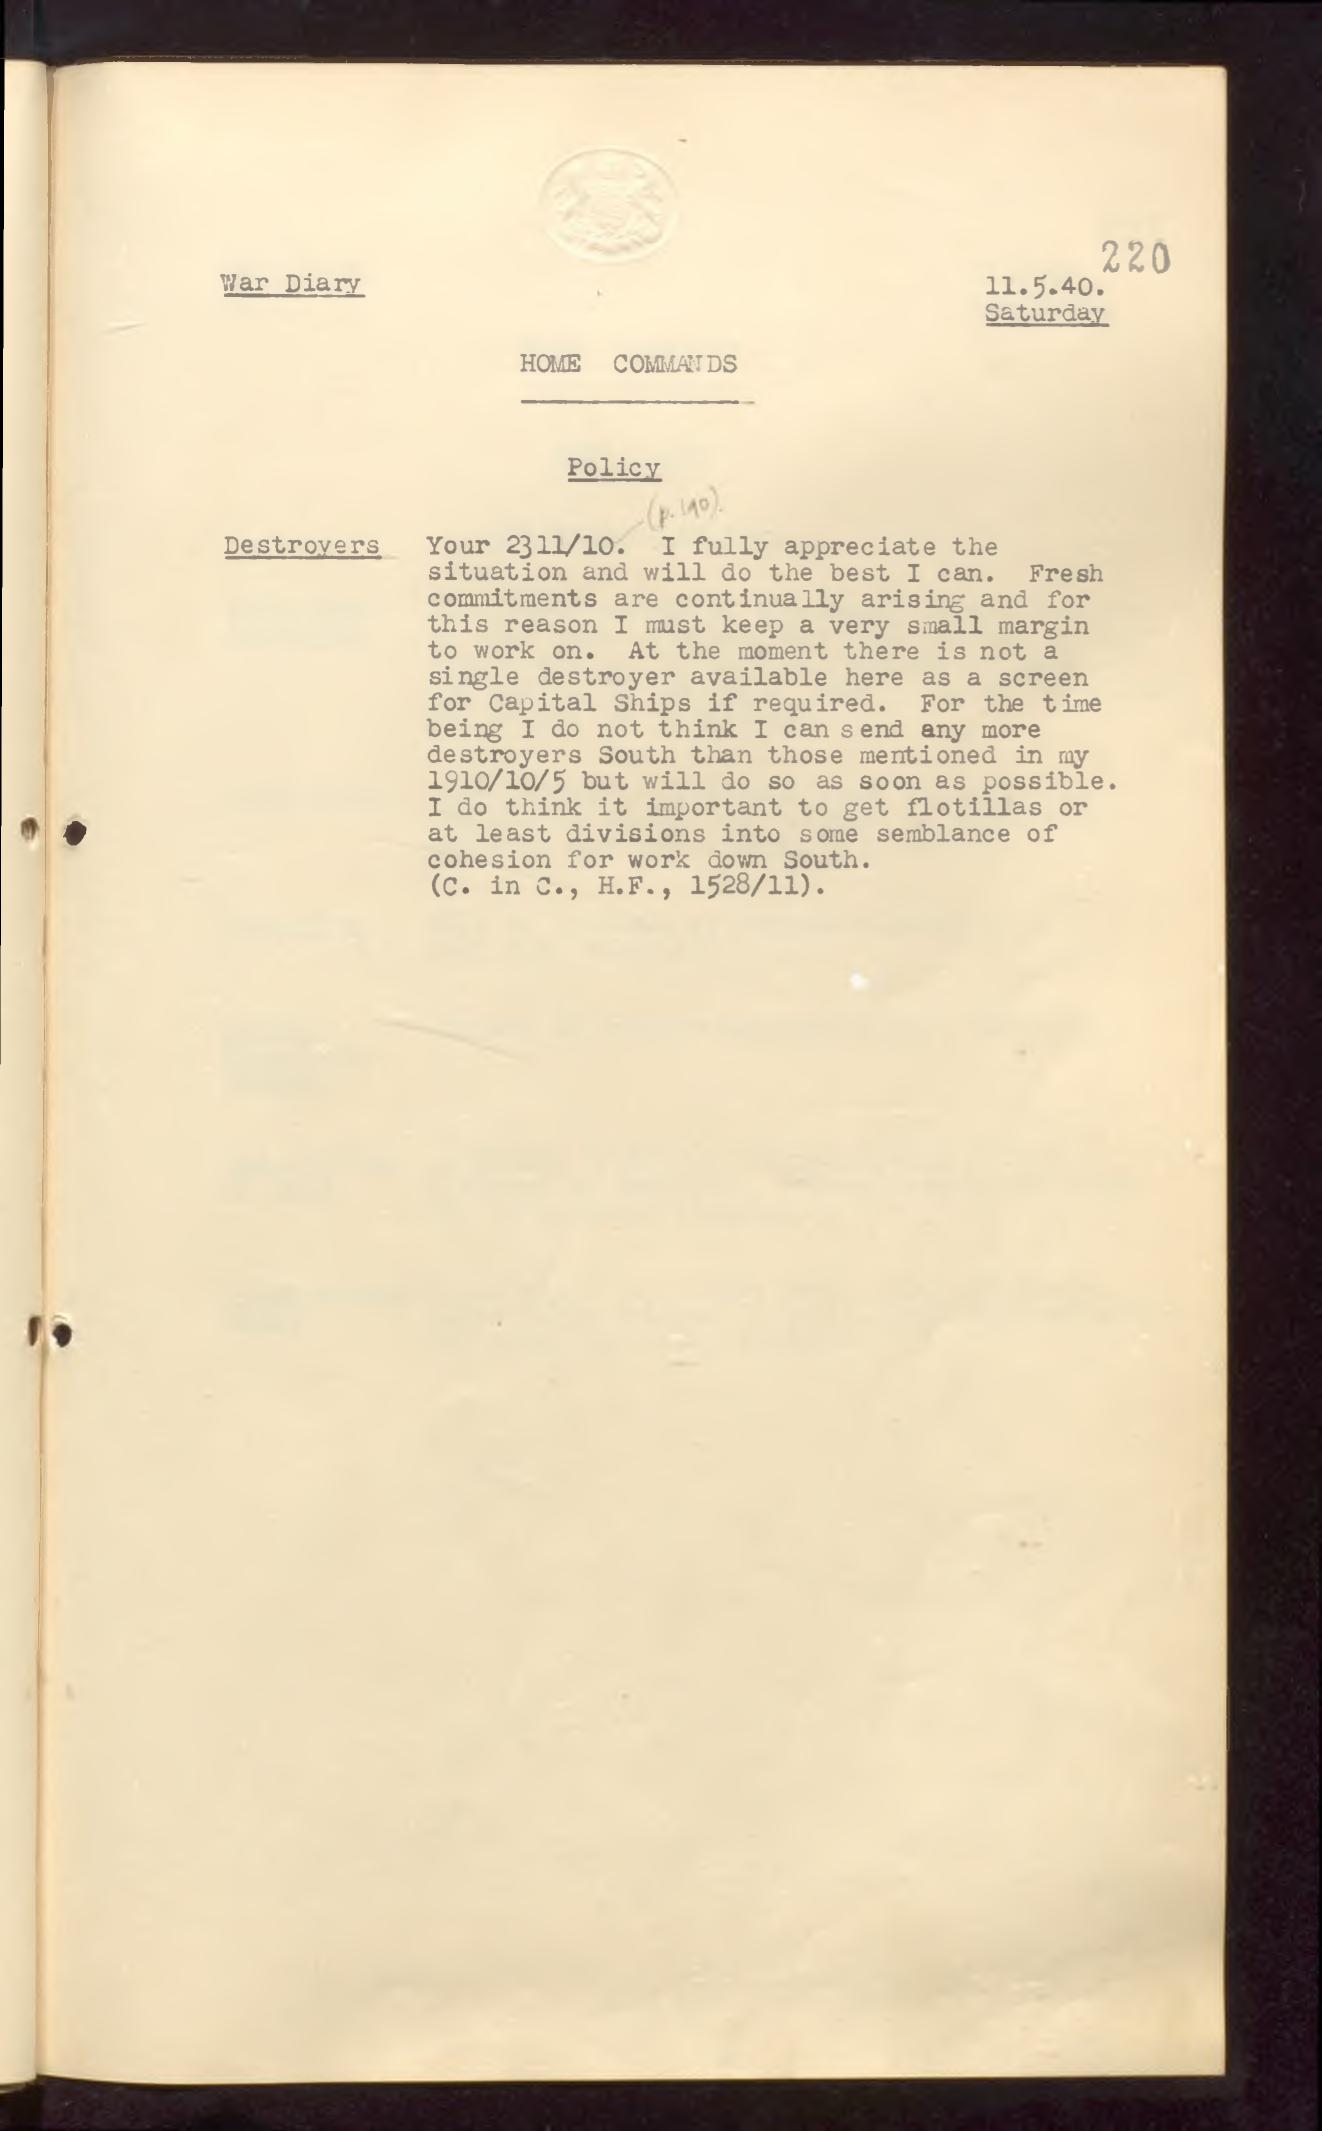 220
War Diary
11.5.40.
Saturday
HOME COMMANDS
Policy
(p.190).
Destroyers
Your 2311/10. I fully appreciate the
situation and will do the best I can. Fresh
commitments are continually arising and for
this reason I must keep a very small margin
to work on. At the moment there is not a
single destroyer available here as a screen
for Capital Ships if required. For the time
being I do not think I can send any more
destroyers South than those mentioned in my
1910/10/5 but will do so as soon as possible.
I do think it important to get flotillas or
at least divisions into some semblance of
cohesion for work down South.
(C. in C., H.F., 1528/11).